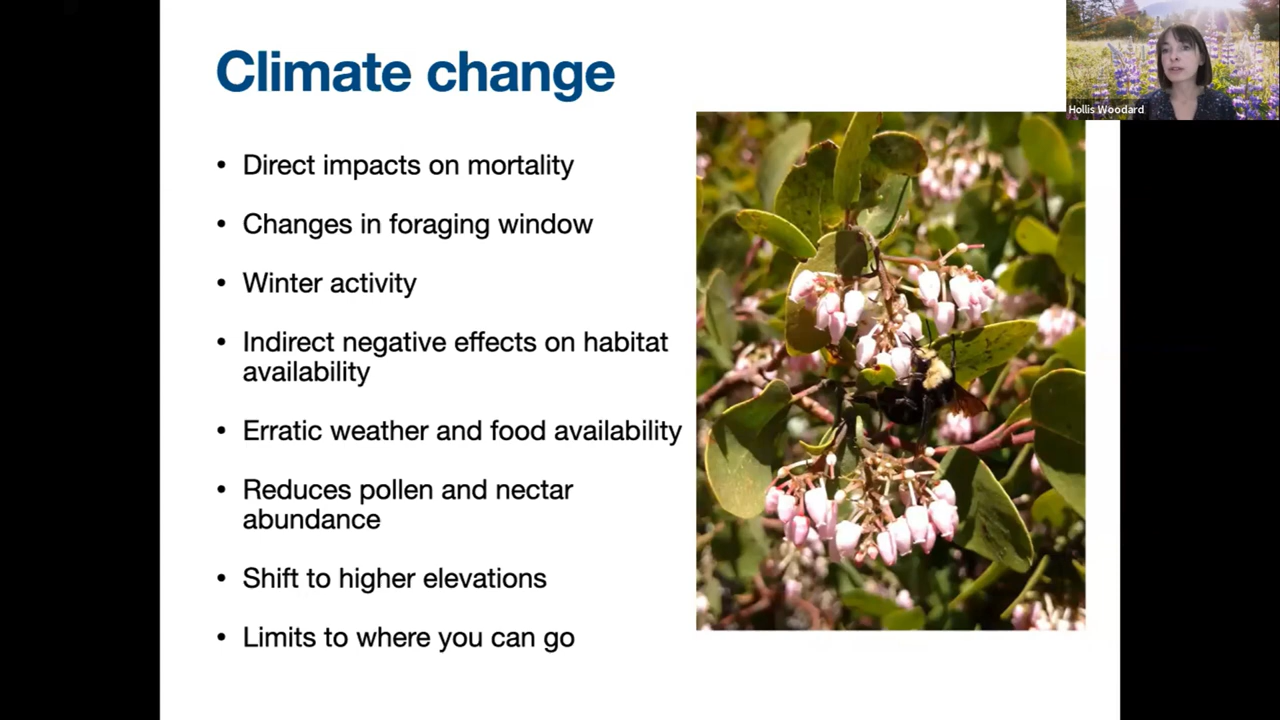 Climate change
• Direct impacts on mortality
• Changes in foraging window
• Winter activity
• Indirect negative effects on habitat
availability
• Erratic weather and food availability
• Reduces pollen and nectar
abundance
• Shift to higher elevations
• Limits to where you can go
Hollis Woodard